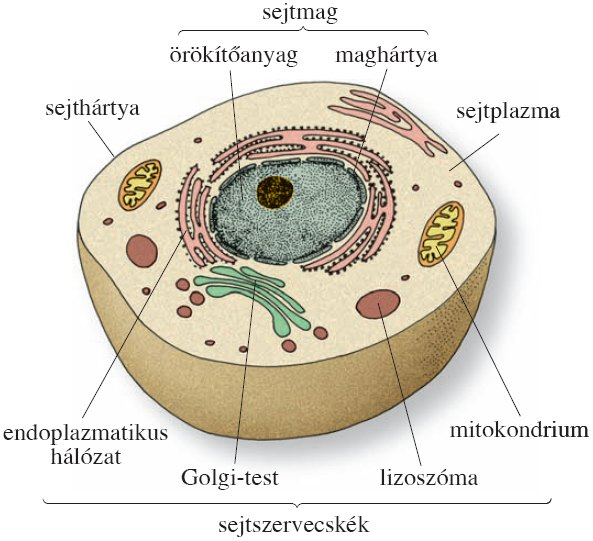 sejtmag
örökítőanyag
maghártya
sejthártya
sejtplazma
endoplazmatikus
hálózat
mitokondrium
Golgi-test
lizoszóma
sejtszervecskék